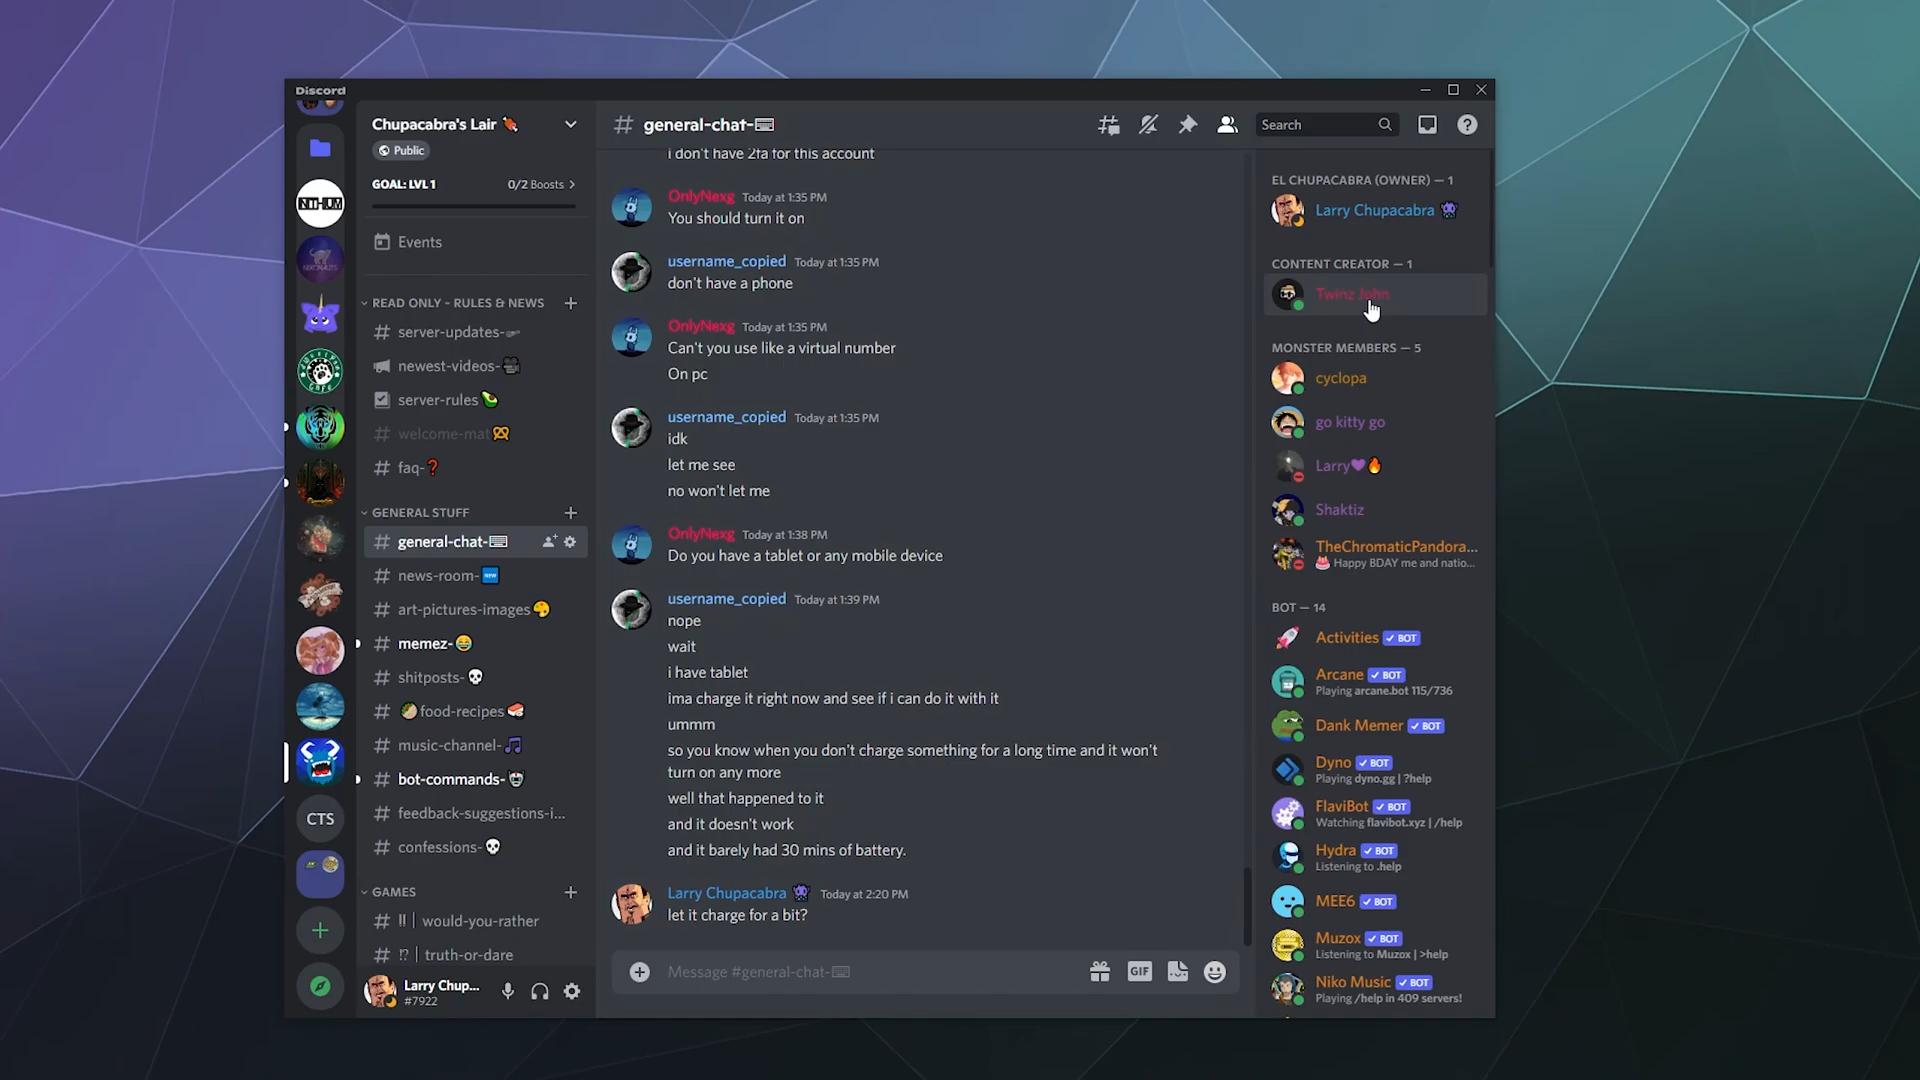 Discord
Chupacabra's Lair
Public
GOAL: LVL 1 0/2 Boosts
Events
READ ONLY - RULES & NEWS
server-updates-
newest-videos-
server-rules
welcome-mat
faq-❓
GENERAL STUFF
general-chat-
news-room-
NEW
art-pictures-images
memez-
shitposts-
food-recipes
music-channel-
bot-commands-
feedback-suggestions-i...
confessions-
GAMES
‼ | would-you-rather
⁉ | truth-or-dare
CTS
Larry Chup...
#7922
# general-chat-
Search
i don't have 2fa for this account
OnlyNexg Today at 1:35 PM
You should turn it on
username_copied Today at 1:35 PM
don't have a phone
OnlyNexg Today at 1:35 PM
Can't you use like a virtual number
On pc
username_copied Today at 1:35 PM
idk
let me see
no won't let me
OnlyNexg Today at 1:38 PM
Do you have a tablet or any mobile device
username_copied Today at 1:39 PM
nope
wait
i have tablet
ima charge it right now and see if i can do it with it
ummm
so you know when you don't charge something for a long time and it won't
turn on any more
well that happened to it
and it doesn't work
and it barely had 30 mins of battery.
Larry Chupacabra Today at 2:20 PM
let it charge for a bit?
Message #general-chat-
GIF
EL CHUPACABRA (OWNER) — 1
Larry Chupacabra
CONTENT CREATOR — 1
Twinz John
MONSTER MEMBERS — 5
cyclopa
go kitty go
Larry
Shaktiz
TheChromaticPandora...
Happy BDAY me and natio...
BOT — 14
Activities ✓ BOT
Arcane ✓ BOT
Playing arcane.bot 115/736
Dank Memer ✓ BOT
Dyno ✓ BOT
Playing dyno.gg | ?help
FlaviBot ✓ BOT
Watching flavibot.xyz | /help
Hydra ✓ BOT
Listening to .help
MEE6 ✓ BOT
Muzox ✓ BOT
Listening to Muzox | >help
Niko Music ✓ BOT
Playing /help in 409 servers!